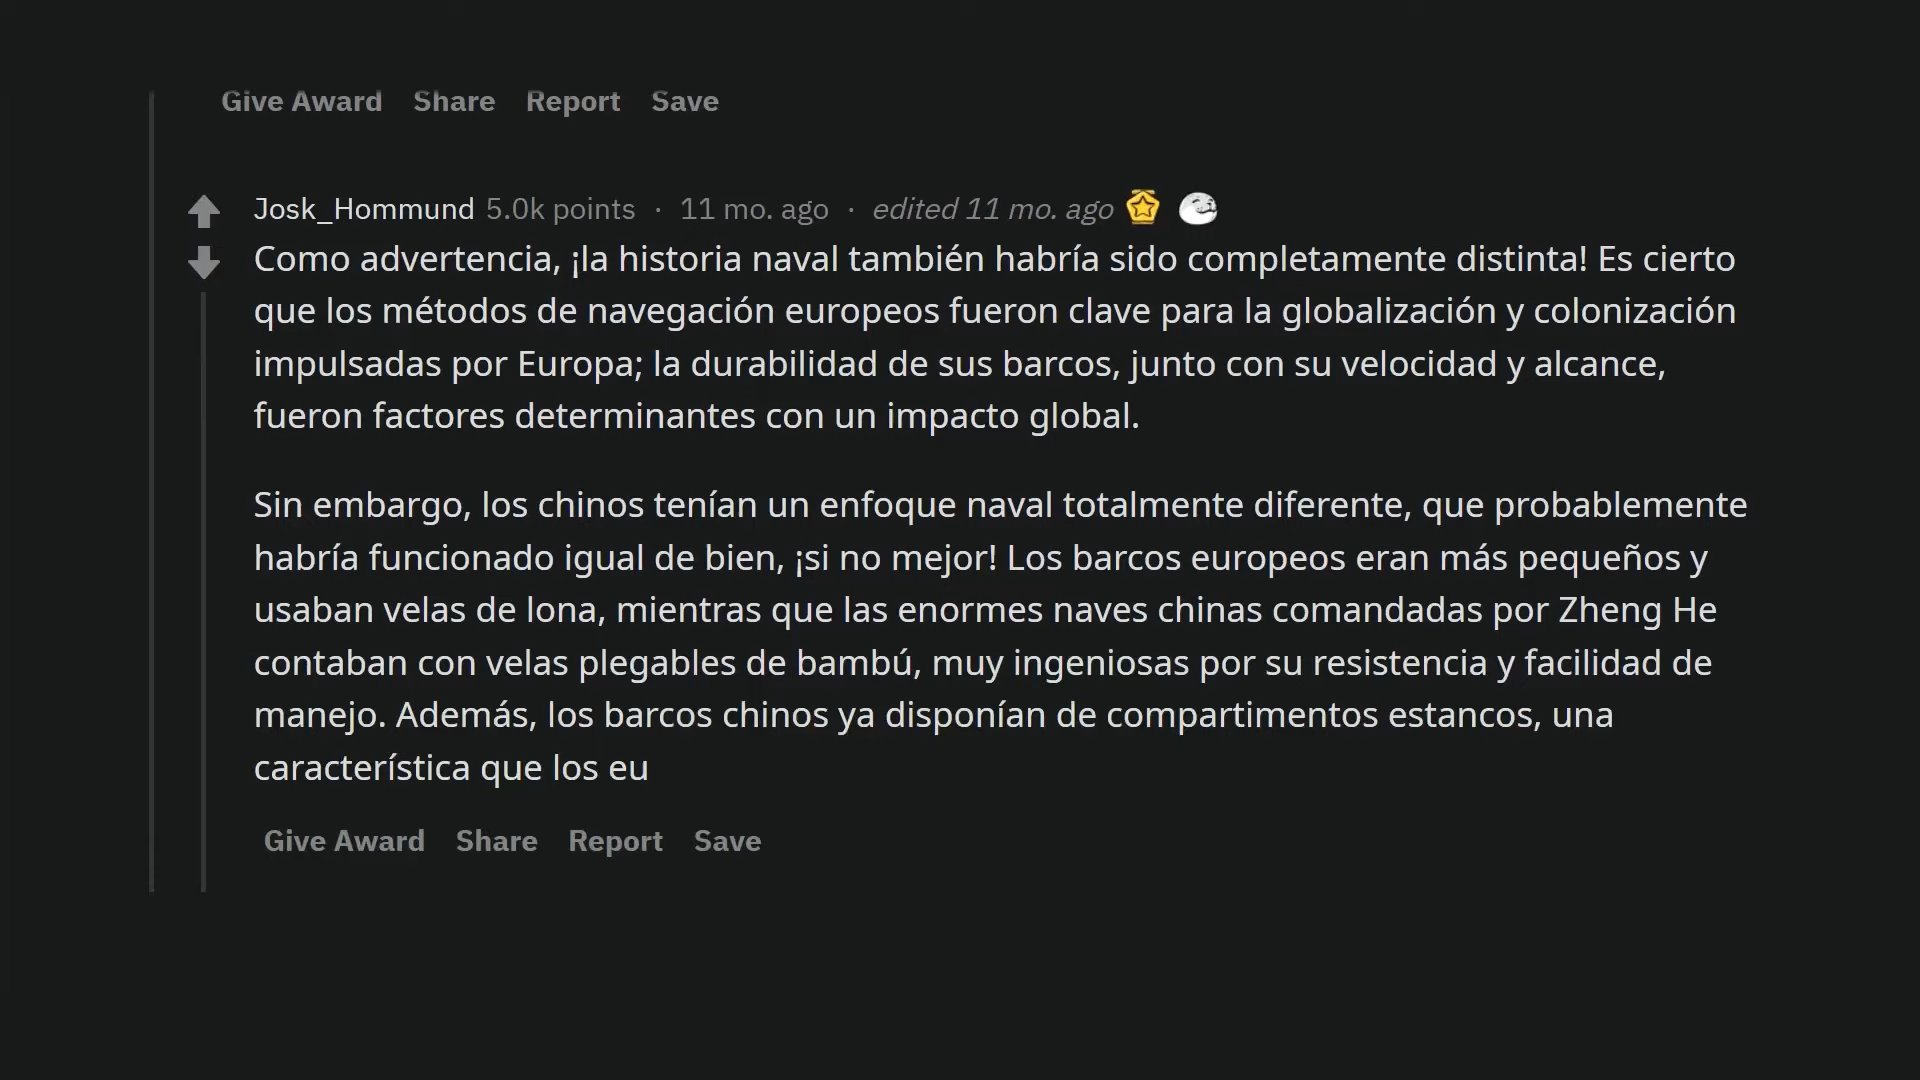 Give Award Share Report Save
Josk_Hommund 5.0k points · 11 mo. ago · edited 11 mo. ago
Como advertencia, ¡la historia naval también habría sido completamente distinta! Es cierto
que los métodos de navegación europeos fueron clave para la globalización y colonización
impulsadas por Europa; la durabilidad de sus barcos, junto con su velocidad y alcance,
fueron factores determinantes con un impacto global.
Sin embargo, los chinos tenían un enfoque naval totalmente diferente, que probablemente
habría funcionado igual de bien, ¡si no mejor! Los barcos europeos eran más pequeños y
usaban velas de lona, mientras que las enormes naves chinas comandadas por Zheng He
contaban con velas plegables de bambú, muy ingeniosas por su resistencia y facilidad de
manejo. Además, los barcos chinos ya disponían de compartimentos estancos, una
característica que los eu
Give Award Share Report Save